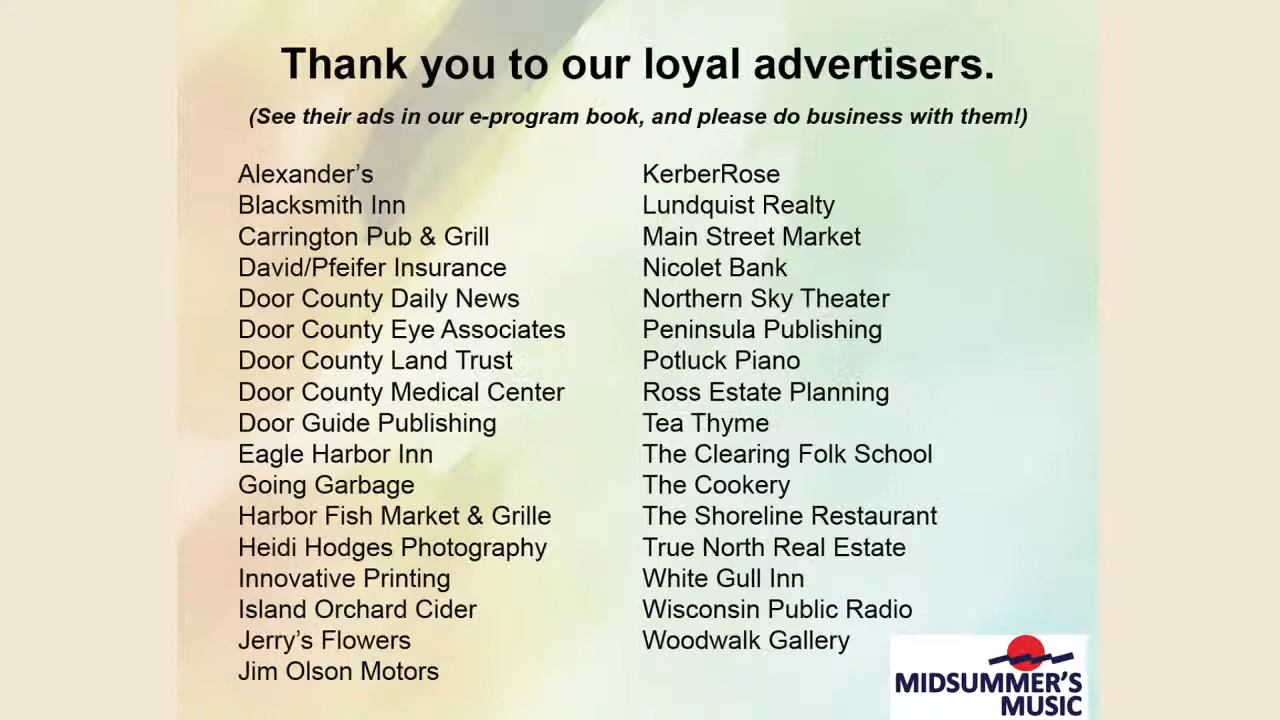 Thank you to our loyal advertisers.
(See their ads in our e-program book, and please do business with them!)
Alexander’s
Blacksmith Inn
Carrington Pub & Grill
David/Pfeifer Insurance
Door County Daily News
Door County Eye Associates
Door County Land Trust
Door County Medical Center
Door Guide Publishing
Eagle Harbor Inn
Going Garbage
Harbor Fish Market & Grille
Heidi Hodges Photography
Innovative Printing
Island Orchard Cider
Jerry’s Flowers
Jim Olson Motors
KerberRose
Lundquist Realty
Main Street Market
Nicolet Bank
Northern Sky Theater
Peninsula Publishing
Potluck Piano
Ross Estate Planning
Tea Thyme
The Clearing Folk School
The Cookery
The Shoreline Restaurant
True North Real Estate
White Gull Inn
Wisconsin Public Radio
Woodwalk Gallery
MIDSUMMER’S
MUSIC